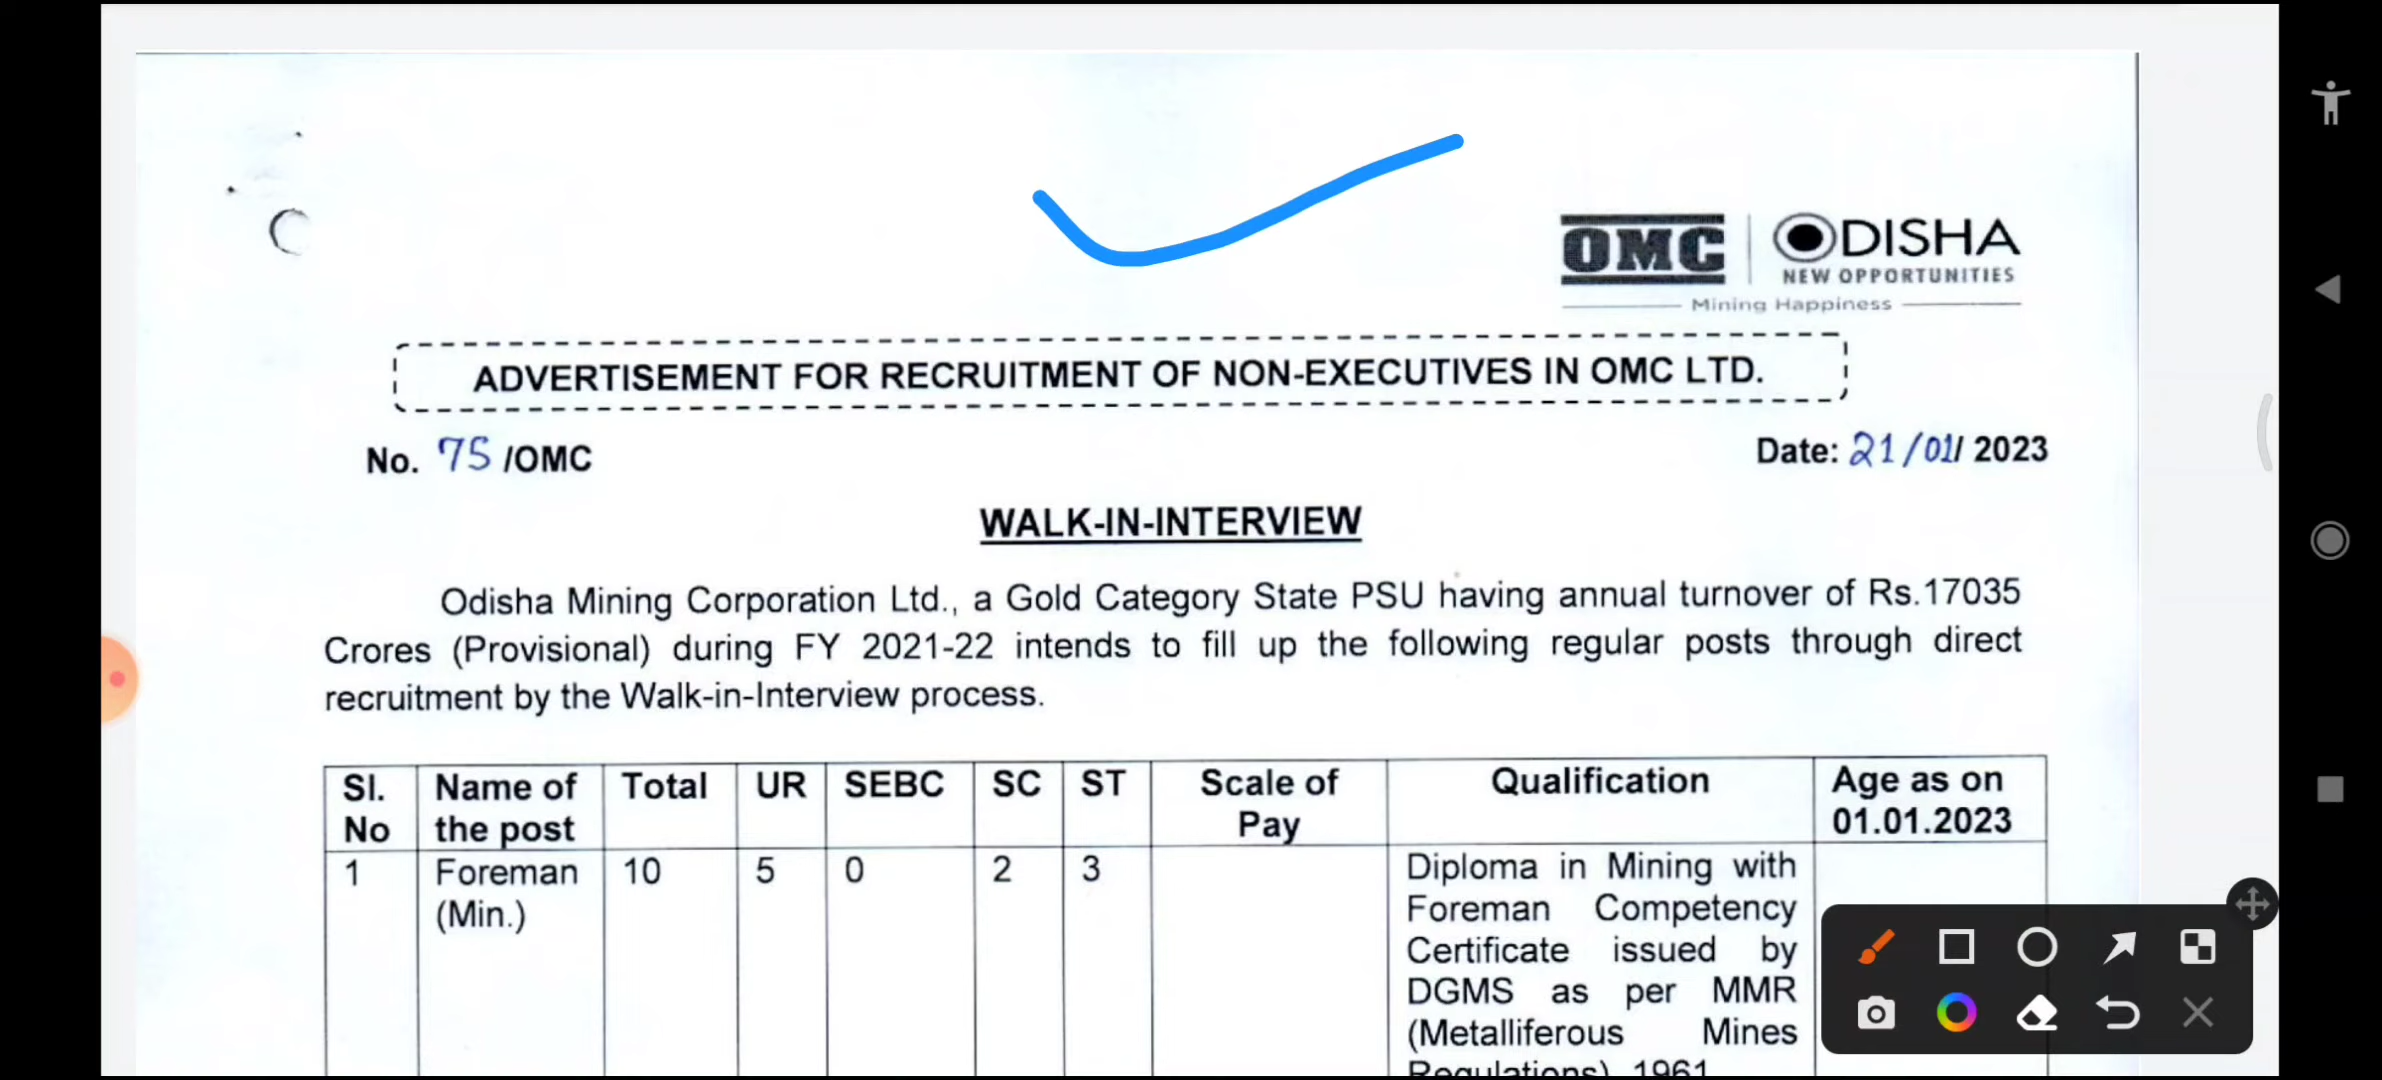 OMC ODISHA
NEW OPPORTUNITIES
Mining Happiness
ADVERTISEMENT FOR RECRUITMENT OF NON-EXECUTIVES IN OMC LTD.
No. 75 /OMC Date: 21/01/ 2023
WALK-IN-INTERVIEW
Odisha Mining Corporation Ltd., a Gold Category State PSU having annual turnover of Rs.17035
Crores (Provisional) during FY 2021-22 intends to fill up the following regular posts through direct
recruitment by the Walk-in-Interview process.
Sl. No Name of the post Total UR SEBC SC ST Scale of Pay Qualification Age as on 01.01.2023
1 Foreman (Min.) 10 5 0 2 3 Diploma in Mining with
Foreman Competency
Certificate issued by
DGMS as per MMR
(Metalliferous Mines
Regulations) 1961